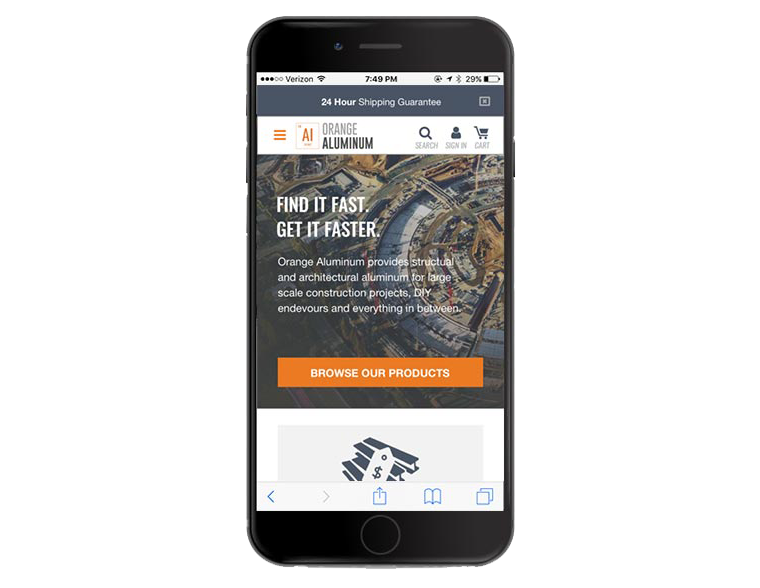 Verizon 7:49 PM 29%
24 Hour Shipping Guarantee
Al ORANGE
ALUMINUM
SEARCH SIGN IN CART
FIND IT FAST.
GET IT FASTER.
Orange Aluminum provides structual
and architectural aluminum for large
scale construction projects, DIY
endevours and everything in between.
BROWSE OUR PRODUCTS
$